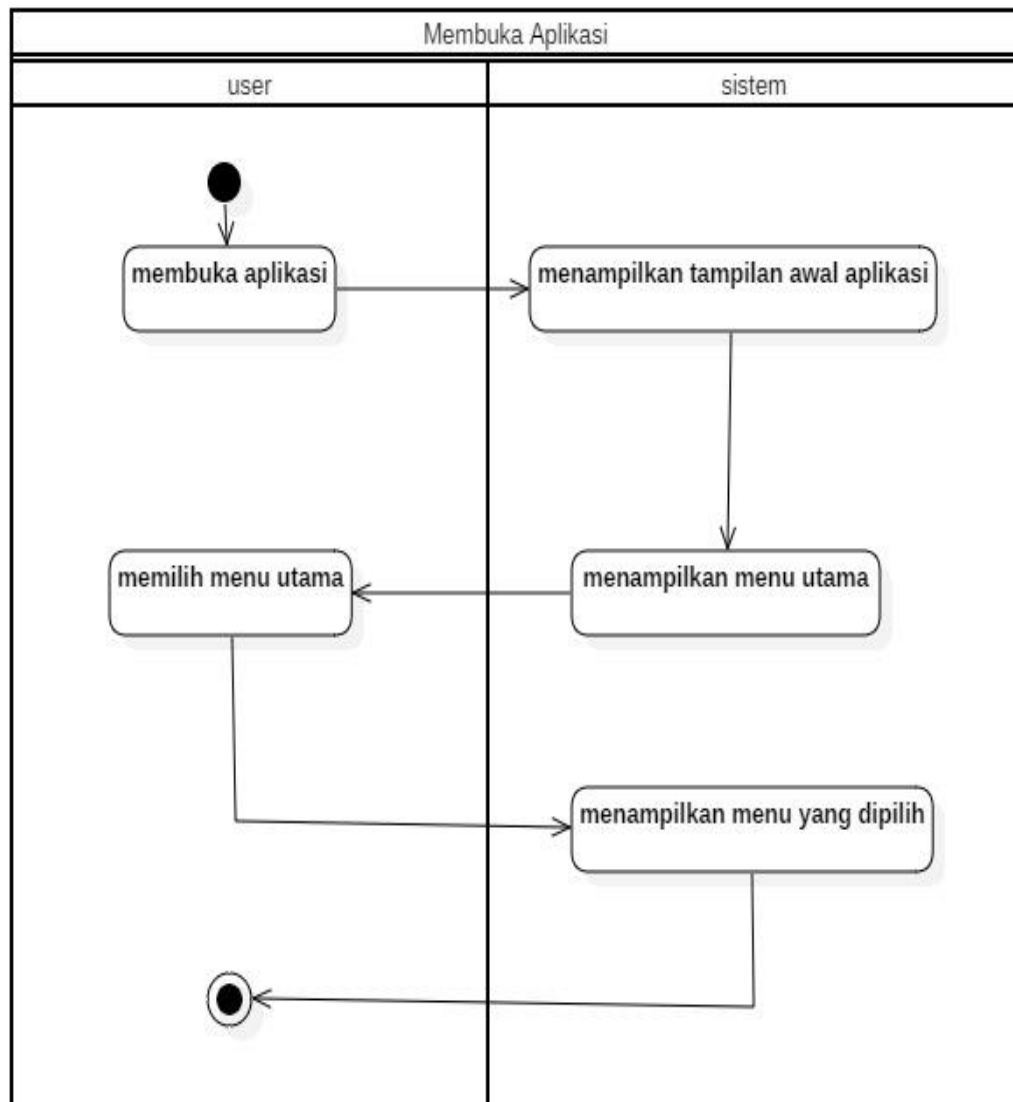 Membuka Aplikasi
user
sistem
membuka aplikasi
menampilkan tampilan awal aplikasi
memilih menu utama
menampilkan menu utama
menampilkan menu yang dipilih